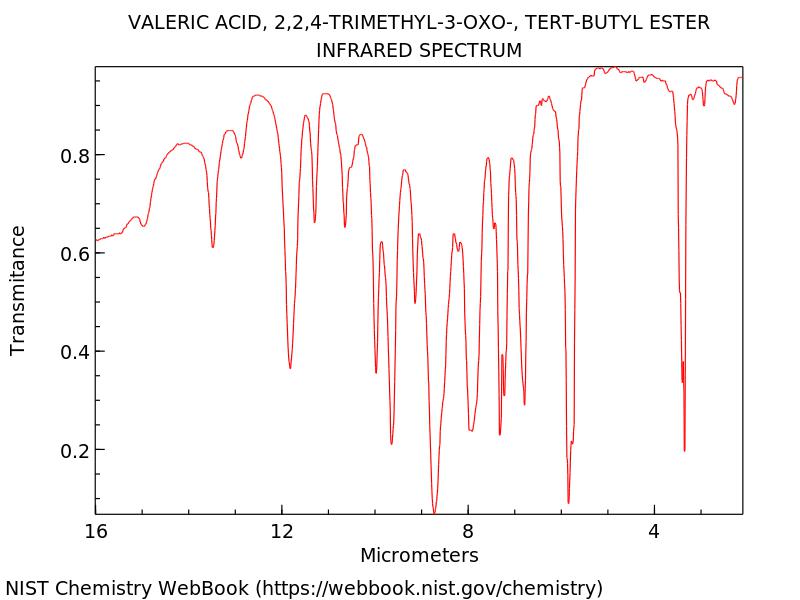 VALERIC ACID, 2,2,4-TRIMETHYL-3-OXO-, TERT-BUTYL ESTER
INFRARED SPECTRUM
0.8
0.6
0.4
0.2
Transmitance
16 12 8 4
Micrometers
NIST Chemistry WebBook (https://webbook.nist.gov/chemistry)